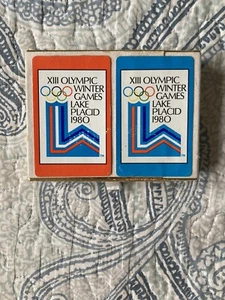 XIII OLYMPIC
WINTER
GAMES
LAKE
PLACID
1980
XIII OLYMPIC
WINTER
GAMES
LAKE
PLACID
1980